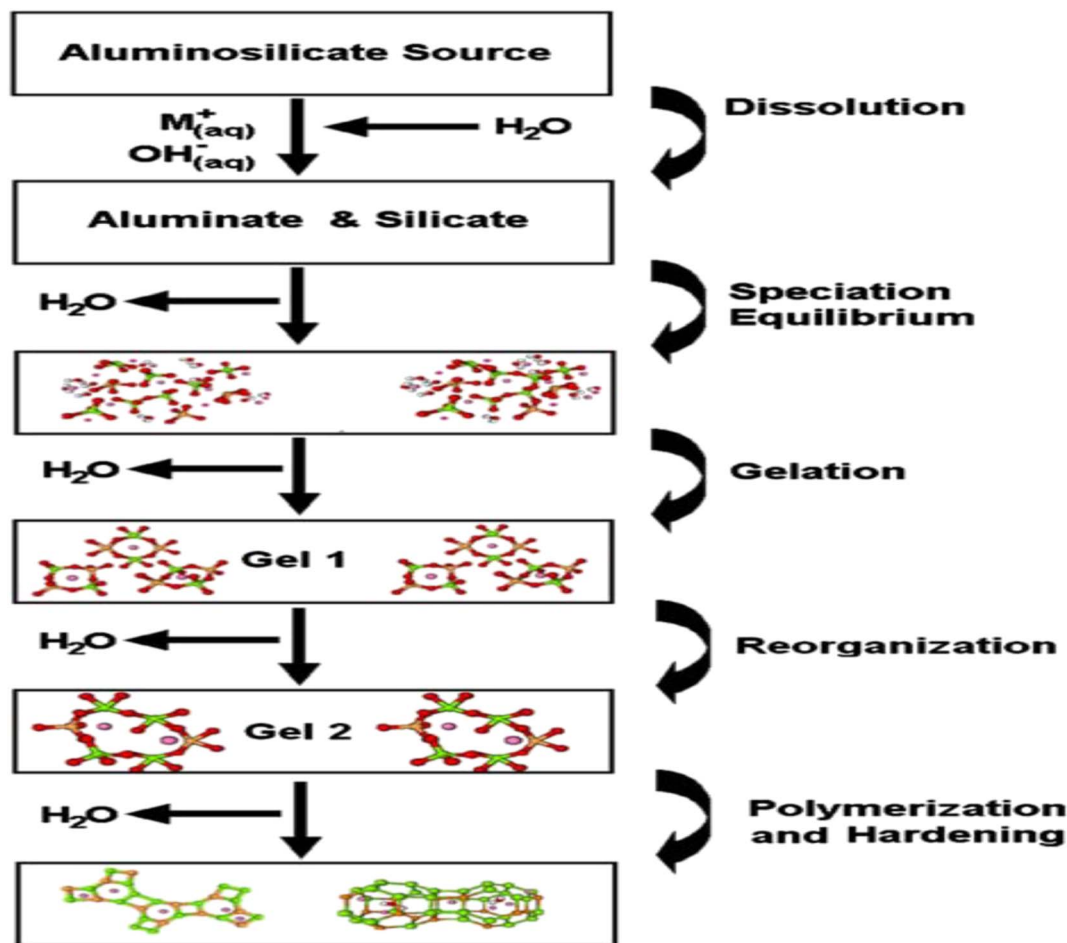 Aluminosilicate Source
M⁺(aq)
OH⁻(aq)
H₂O
Dissolution
Aluminate & Silicate
H₂O
Speciation
Equilibrium
H₂O
Gelation
Gel 1
H₂O
Reorganization
Gel 2
H₂O
Polymerization
and Hardening